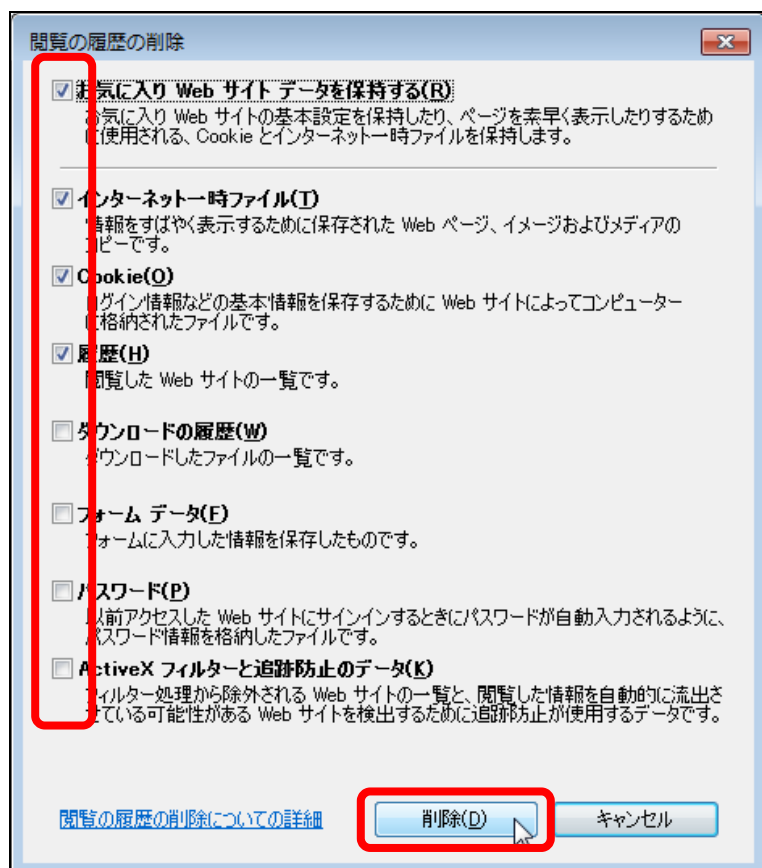 閲覧の履歴の削除
お気に入り Web サイト データを保持する(R)
お気に入り Web サイトの基本設定を保持したり、ページを素早く表示したりするため
に使用される、Cookie とインターネット一時ファイルを保持します。
インターネット一時ファイル(T)
情報をすばやく表示するために保存された Web ページ、イメージおよびメディアの
コピーです。
Cookie(O)
ログイン情報などの基本情報を保存するために Web サイトによってコンピューター
に格納されたファイルです。
履歴(H)
閲覧した Web サイトの一覧です。
ダウンロードの履歴(W)
ダウンロードしたファイルの一覧です。
フォーム データ(F)
フォームに入力した情報を保存したものです。
パスワード(P)
以前アクセスした Web サイトにサインインするときにパスワードが自動入力されるように、
パスワード情報を格納したファイルです。
ActiveX フィルターと追跡防止のデータ(K)
フィルター処理から除外される Web サイトの一覧と、閲覧した情報を自動的に流出さ
せている可能性がある Web サイトを検出するために追跡防止が使用するデータです。
閲覧の履歴の削除についての詳細 削除(D) キャンセル